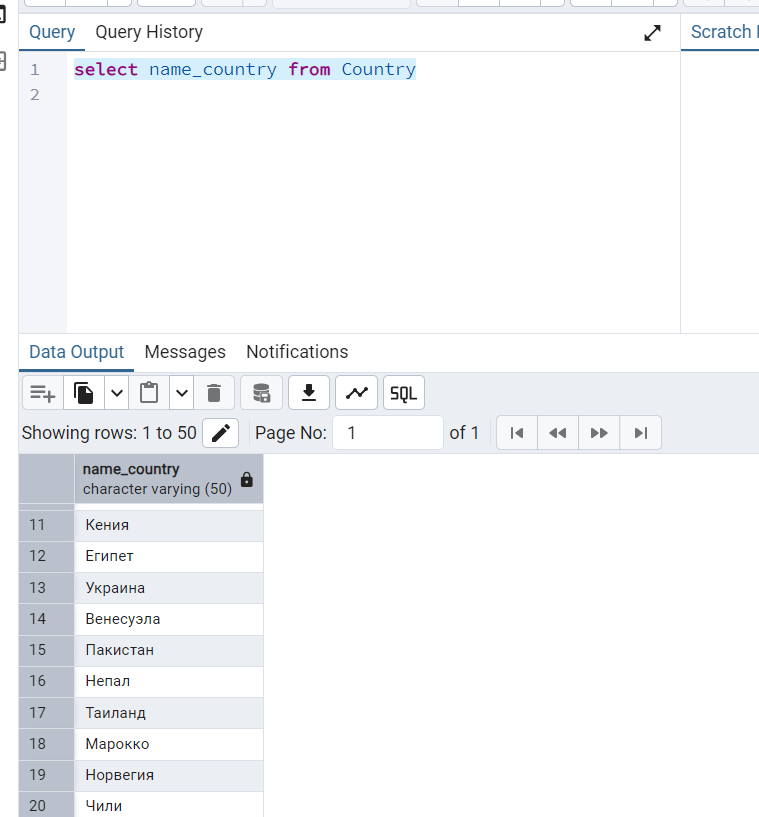 Query Query History Scratch
1 select name_country from Country
2
Data Output Messages Notifications
SQL
Showing rows: 1 to 50 Page No: 1 of 1
name_country
character varying (50)
11 Кения
12 Египет
13 Украина
14 Венесуэла
15 Пакистан
16 Непал
17 Таиланд
18 Марокко
19 Норвегия
20 Чили